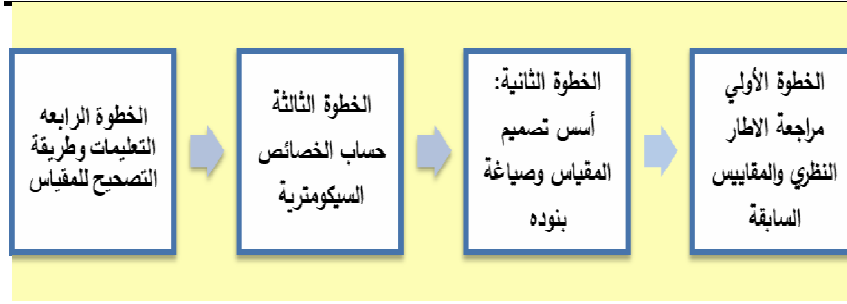 الخطوة الأولي
مراجعة الاطار
النظري والمقاييس
السابقة
الخطوة الثانية:
أسس تصميم
المقياس وصياغة
بنوده
الخطوة الثالثة
حساب الخصائص
السيكومترية
الخطوة الرابعه
التعليمات وطريقة
التصحيح للمقياس